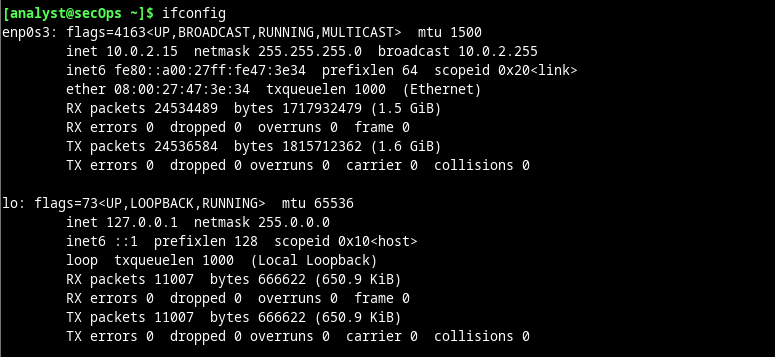 [analyst@secOps ~]$ ifconfig
enp0s3: flags=4163<UP,BROADCAST,RUNNING,MULTICAST>  mtu 1500
        inet 10.0.2.15  netmask 255.255.255.0  broadcast 10.0.2.255
        inet6 fe80::a00:27ff:fe47:3e34  prefixlen 64  scopeid 0x20<link>
        ether 08:00:27:47:3e:34  txqueuelen 1000  (Ethernet)
        RX packets 24534489  bytes 1717932479 (1.5 GiB)
        RX errors 0  dropped 0  overruns 0  frame 0
        TX packets 24536584  bytes 1815712362 (1.6 GiB)
        TX errors 0  dropped 0 overruns 0  carrier 0  collisions 0

lo: flags=73<UP,LOOPBACK,RUNNING>  mtu 65536
        inet 127.0.0.1  netmask 255.0.0.0
        inet6 ::1  prefixlen 128  scopeid 0x10<host>
        loop  txqueuelen 1000  (Local Loopback)
        RX packets 11007  bytes 666622 (650.9 KiB)
        RX errors 0  dropped 0  overruns 0  frame 0
        TX packets 11007  bytes 666622 (650.9 KiB)
        TX errors 0  dropped 0 overruns 0  carrier 0  collisions 0